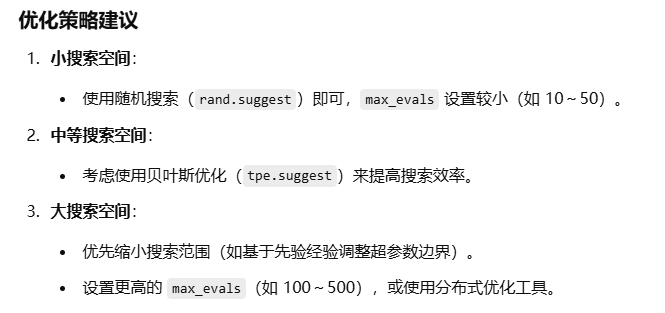 优化策略建议
1. 小搜索空间：
• 使用随机搜索（rand.suggest）即可，max_evals 设置较小（如 10～50）。
2. 中等搜索空间：
• 考虑使用贝叶斯优化（tpe.suggest）来提高搜索效率。
3. 大搜索空间：
• 优先缩小搜索范围（如基于先验经验调整超参数边界）。
• 设置更高的 max_evals（如 100～500），或使用分布式优化工具。